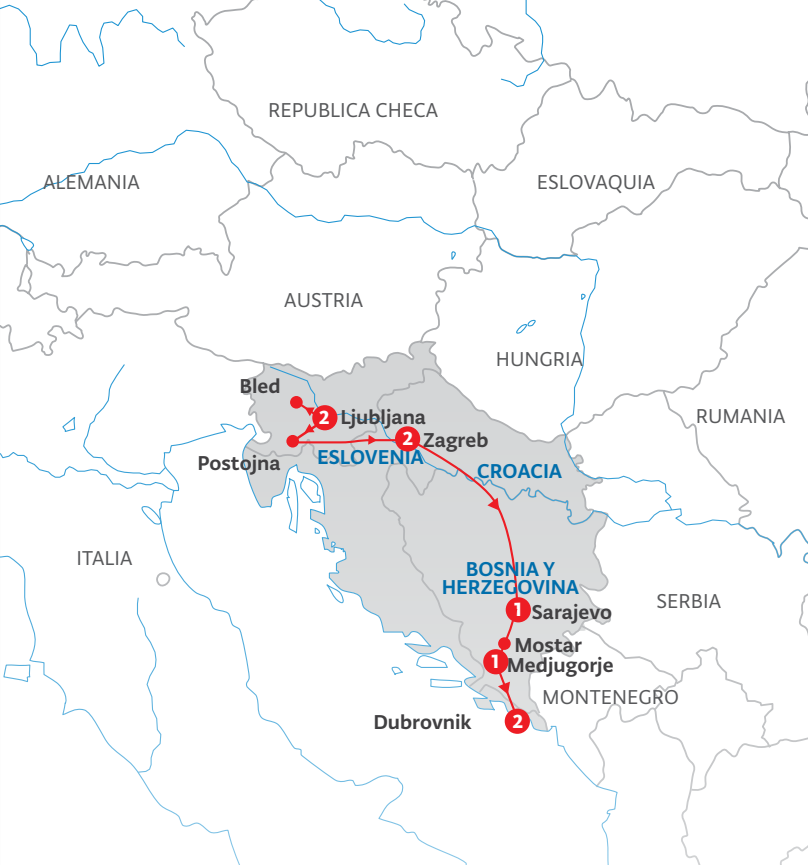 REPUBLICA CHECA
ALEMANIA
ESLOVAQUIA
AUSTRIA
HUNGRIA
Bled
2
Ljubljana
RUMANIA
2
Zagreb
Postojna
ESLOVENIA
CROACIA
ITALIA
BOSNIA Y
HERZEGOVINA
SERBIA
1
Sarajevo
Mostar
1
Medjugorje
MONTENEGRO
Dubrovnik
2